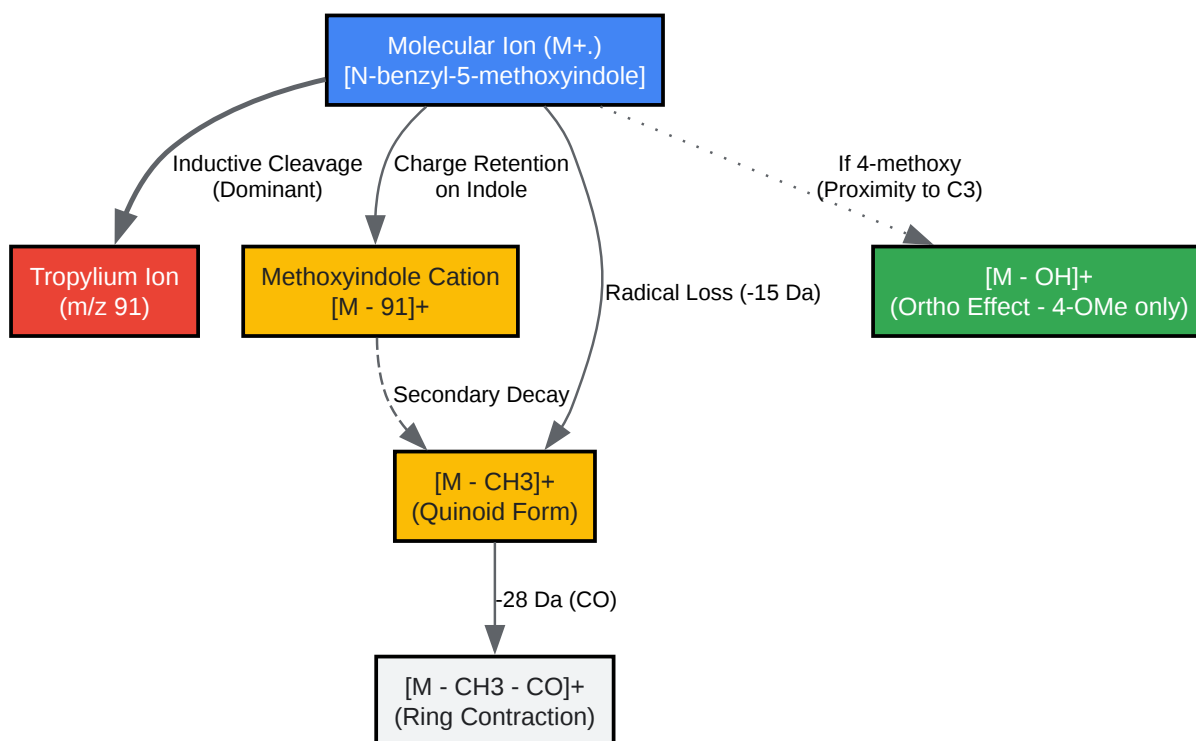 Molecular Ion (M+.)
[N-benzyl-5-methoxyindole]
Inductive Cleavage
(Dominant)
Charge Retention
on Indole
If 4-methoxy
(Proximity to C3)
Tropylium Ion
(m/z 91)
Methoxyindole Cation
[M - 91]+
Radical Loss (-15 Da)
[M - OH]+
(Ortho Effect - 4-OMe only)
Secondary Decay
[M - CH3]+
(Quinoid Form)
-28 Da (CO)
[M - CH3 - CO]+
(Ring Contraction)